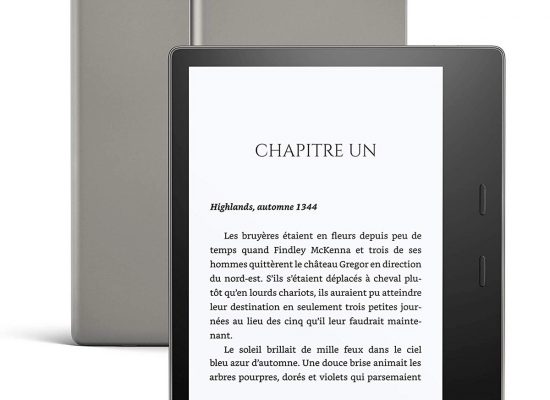 CHAPITRE UN
Highlands, automne 1344
Les bruyères étaient en fleurs depuis peu de
temps quand Findley McKenna et trois de ses
hommes quittèrent le château Gregor en direction
du nord-est. S'ils s'étaient déplacés à cheval plu-
tôt qu'en lourds chariots, ils auraient pu atteindre
leur destination en seulement trois petites jour-
nées au lieu des cinq qu'il leur faudrait mainte-
nant.
Le soleil brillait de mille feux dans le ciel
bleu azur d'automne. Une douce brise animait les
arbres pourpres, dorés et violets qui parsemaient